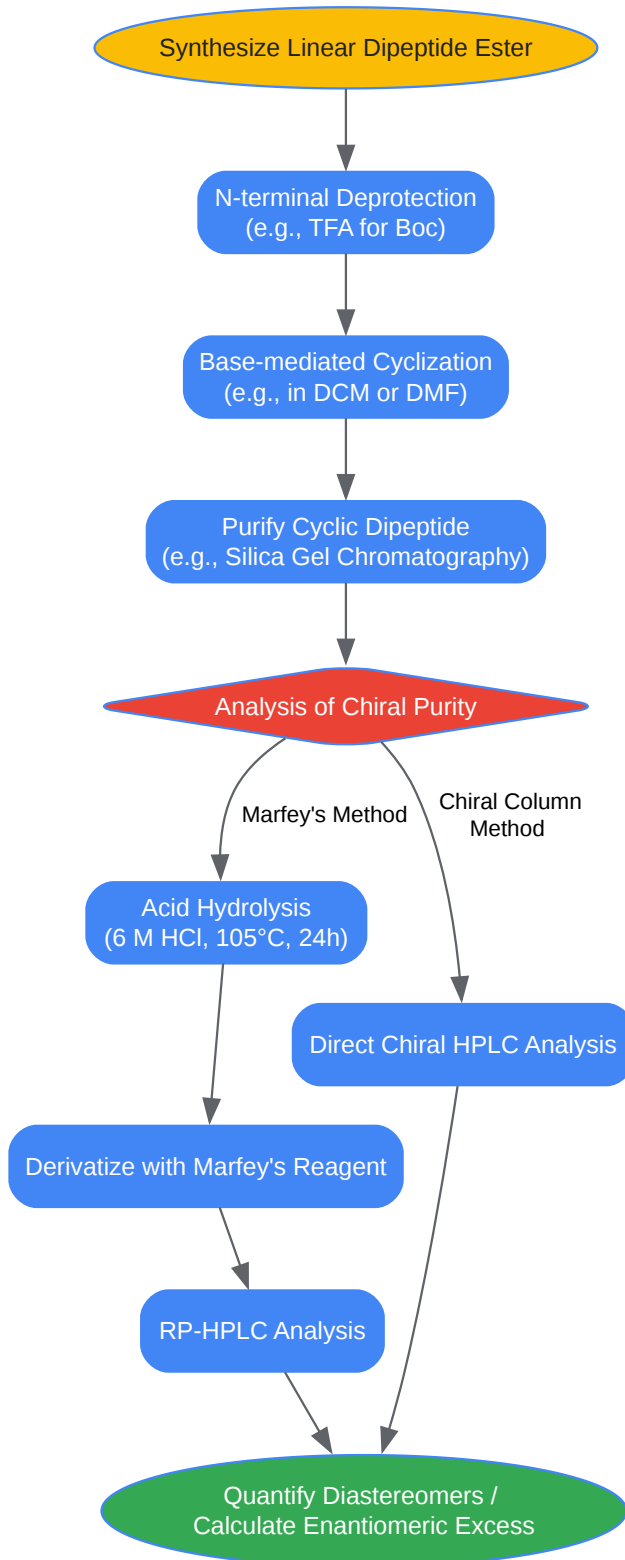 Synthesize Linear Dipeptide Ester
N-terminal Deprotection
(e.g., TFA for Boc)
Base-mediated Cyclization
(e.g., in DCM or DMF)
Purify Cyclic Dipeptide
(e.g., Silica Gel Chromatography)
Analysis of Chiral Purity
Marfey's Method
Chiral Column
Method
Acid Hydrolysis
(6 M HCl, 105°C, 24h)
Direct Chiral HPLC Analysis
Derivatize with Marfey's Reagent
RP-HPLC Analysis
Quantify Diastereomers /
Calculate Enantiomeric Excess